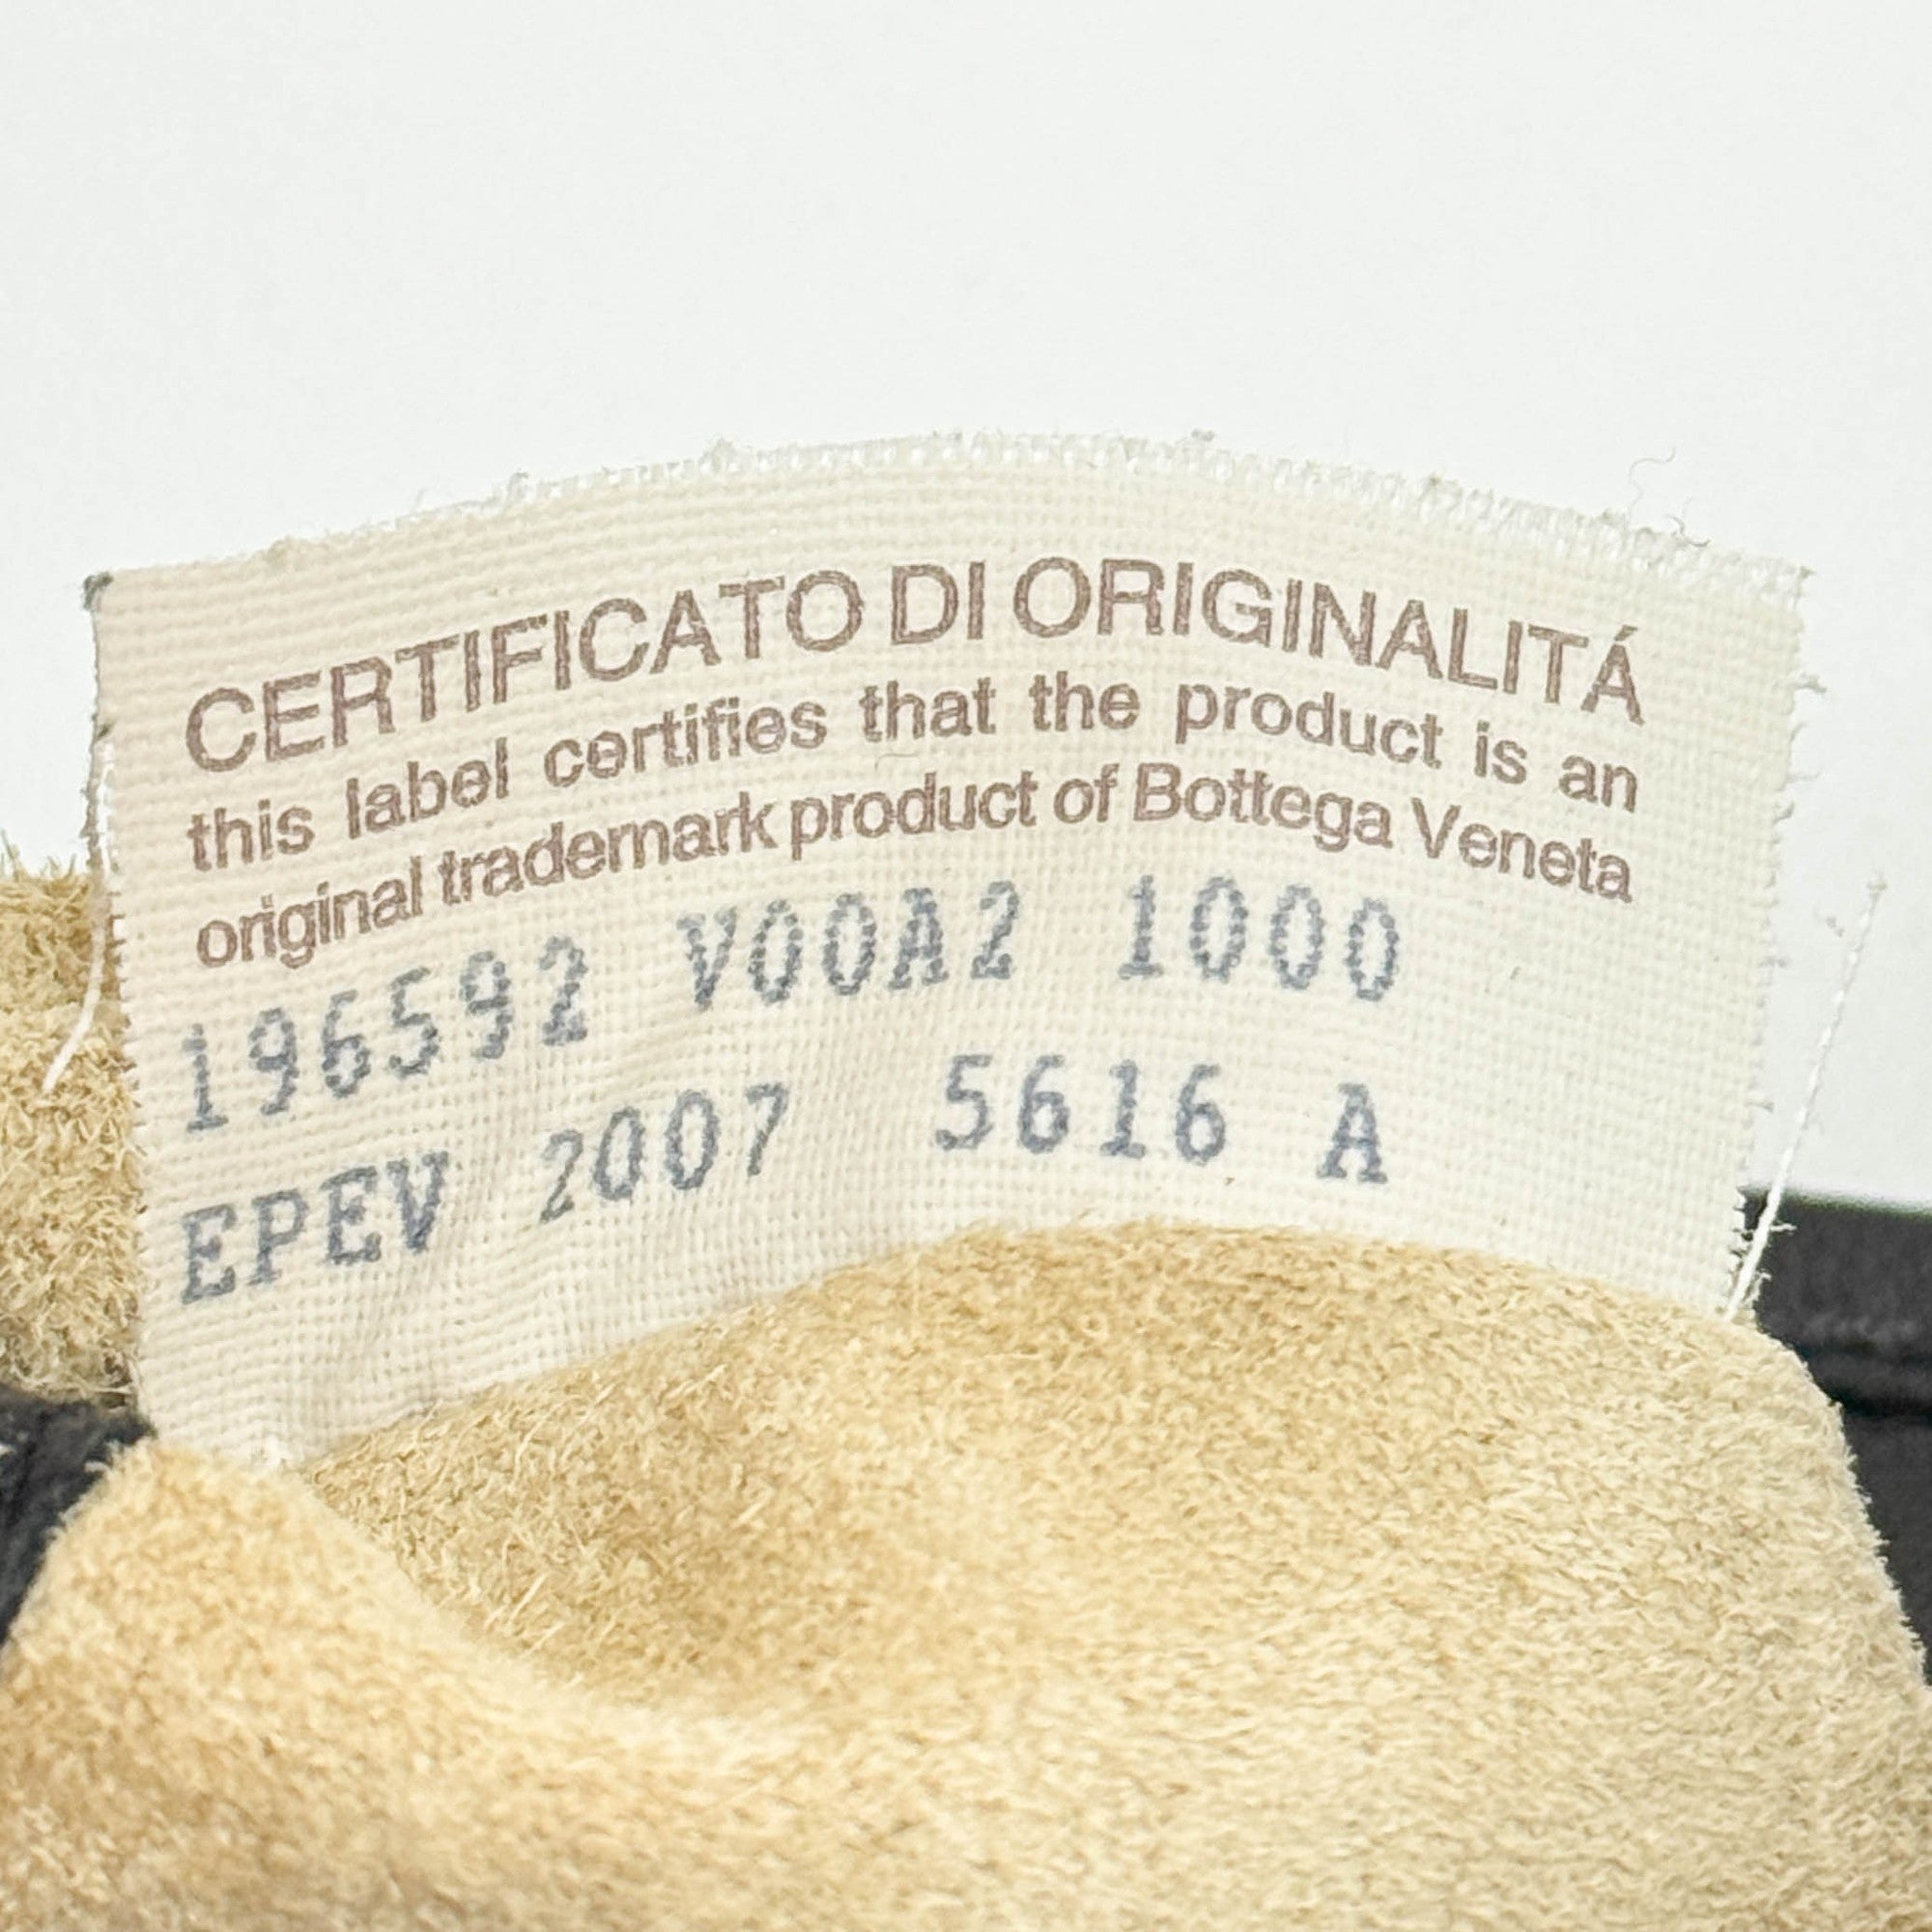 CERTIFICATO DI ORIGINALITÁ
this label certifies that the product is an
original trademark product of Bottega Veneta
196592 V00A2 1000
EPEV 2007 5616 A